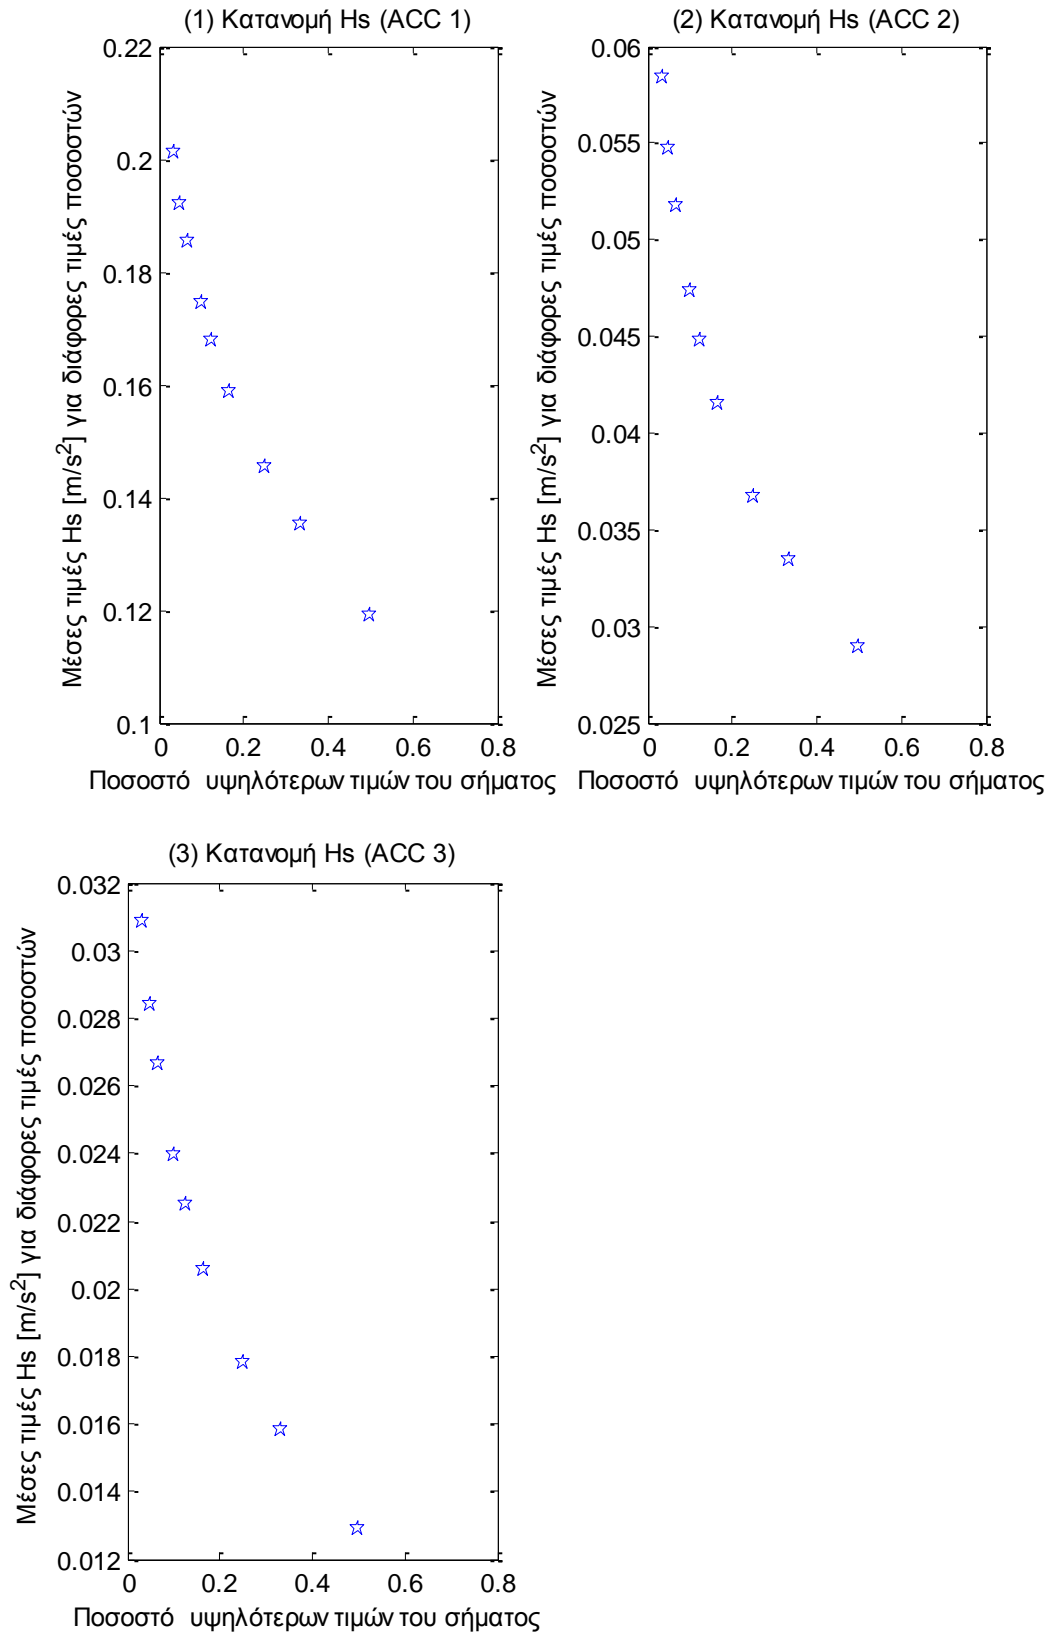 (1) Κατανομή Hs (ACC 1)
Μέσες τιμές Hs [m/s²] για διάφορες τιμές ποσοστών
0.22
0.2
0.18
0.16
0.14
0.12
0.1
0 0.2 0.4 0.6 0.8
Ποσοστό υψηλότερων τιμών του σήματος
(2) Κατανομή Hs (ACC 2)
Μέσες τιμές Hs [m/s²] για διάφορες τιμές ποσοστών
0.06
0.055
0.05
0.045
0.04
0.035
0.03
0.025
0 0.2 0.4 0.6 0.8
Ποσοστό υψηλότερων τιμών του σήματος
(3) Κατανομή Hs (ACC 3)
Μέσες τιμές Hs [m/s²] για διάφορες τιμές ποσοστών
0.032
0.03
0.028
0.026
0.024
0.022
0.02
0.018
0.016
0.014
0.012
0 0.2 0.4 0.6 0.8
Ποσοστό υψηλότερων τιμών του σήματος